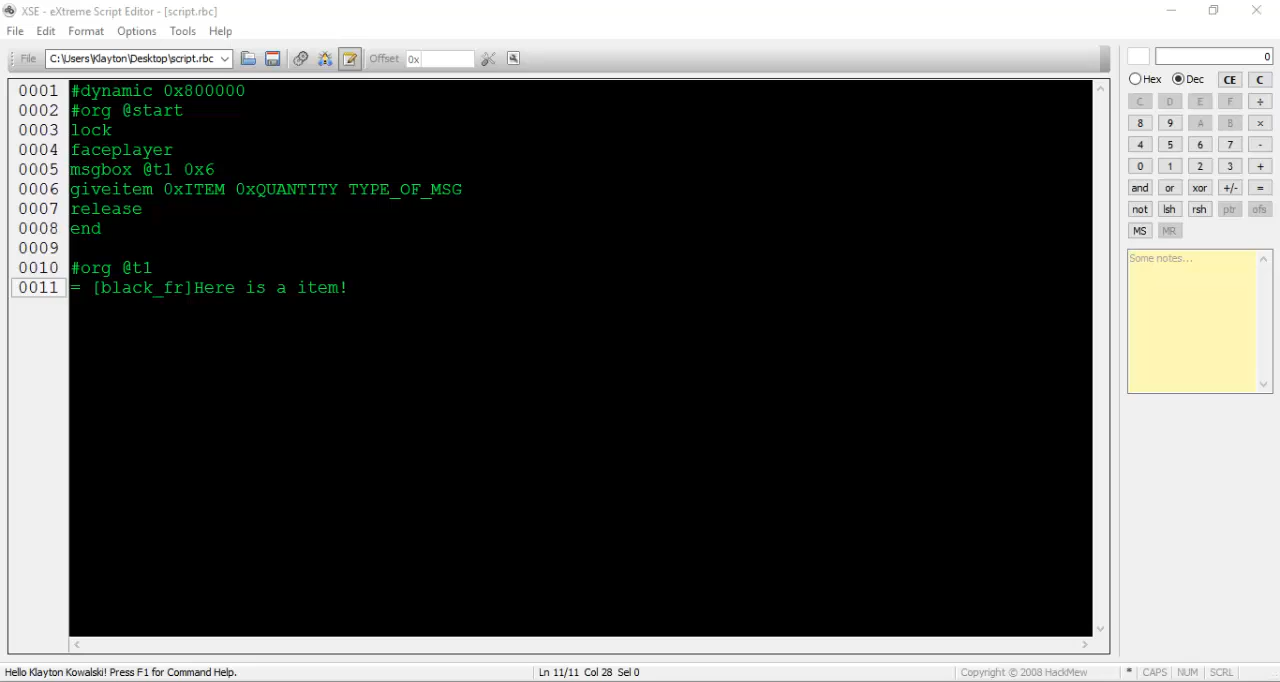 XSE - eXtreme Script Editor - [script.rbc]
File Edit Format Options Tools Help
File C:\Users\Klayton\Desktop\script.rbc Offset 0x
0
Hex Dec CE C
C D E F ÷
8 9 A B ×
4 5 6 7 -
0 1 2 3 +
and or xor +/- =
not lsh rsh ptr ofs
MS MR
Some notes...
0001 #dynamic 0x800000
0002 #org @start
0003 lock
0004 faceplayer
0005 msgbox @t1 0x6
0006 giveitem 0xITEM 0xQUANTITY TYPE_OF_MSG
0007 release
0008 end
0009
0010 #org @t1
0011 = [black_fr]Here is a item!
Hello Klayton Kowalski! Press F1 for Command Help. Ln 11/11 Col 28 Sel 0 Copyright © 2008 HackMew * CAPS NUM SCRL